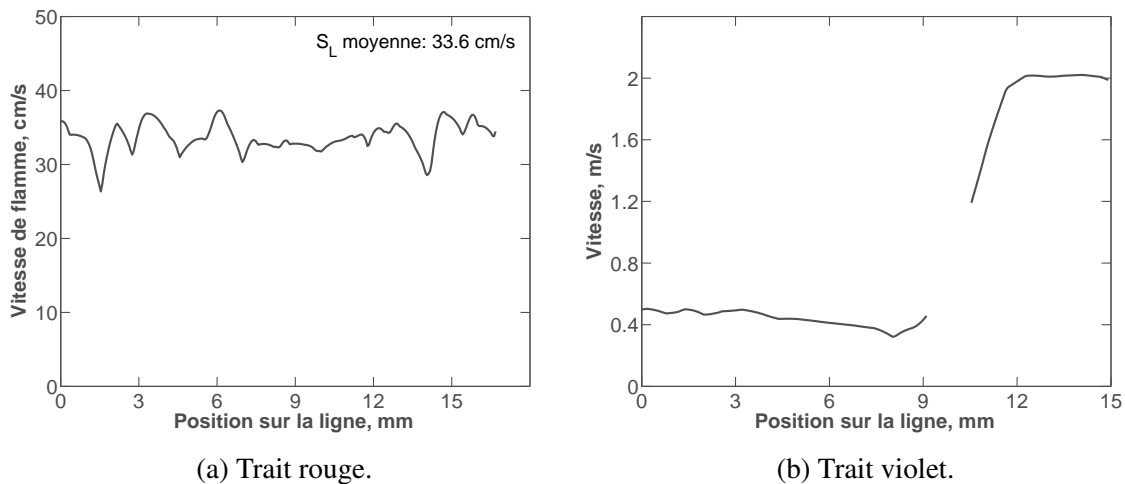 50
40
30
20
10
0
Vitesse de flamme, cm/s
S_L moyenne: 33.6 cm/s
0 3 6 9 12 15
Position sur la ligne, mm
(a) Trait rouge.
2
1.6
1.2
0.8
0.4
0
Vitesse, m/s
0 3 6 9 12 15
Position sur la ligne, mm
(b) Trait violet.